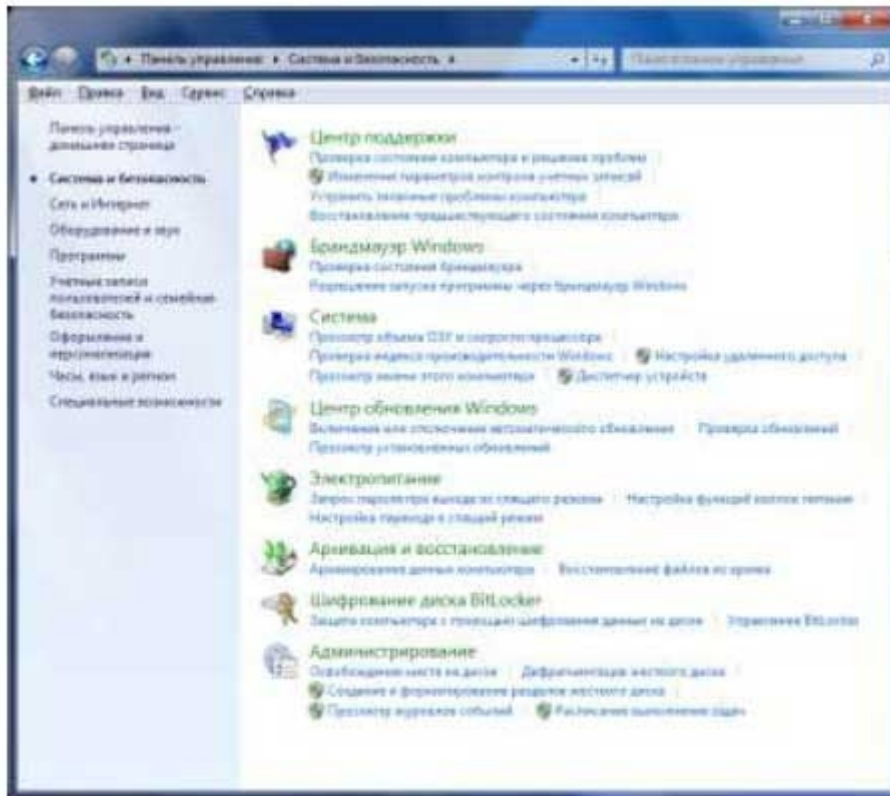 Панель управления ▸ Система и безопасность ▸
Файл Правка Вид Сервис Справка
Панель управления -
домашняя страница
Система и безопасность
Сеть и Интернет
Оборудование и звук
Программы
Учетные записи
пользователей и семейная
безопасность
Оформление и
персонализация
Часы, язык и регион
Специальные возможности
Центр поддержки
Проверка состояния компьютера и решение проблем
Изменение параметров контроля учетных записей
Устранить типичные проблемы компьютера
Восстановление предшествующего состояния компьютера
Брандмауэр Windows
Проверка состояния брандмауэра
Разрешение запуска программы через брандмауэр Windows
Система
Просмотр объема ОЗУ и скорости процессора
Проверка индекса производительности Windows Настройка удаленного доступа
Просмотр имени этого компьютера Диспетчер устройств
Центр обновления Windows
Включение или отключение автоматического обновления Проверка обновлений
Просмотр установленных обновлений
Электропитание
Запрос пароля при выходе из спящего режима Настройка функций кнопок питания
Настройка перехода в спящий режим
Архивация и восстановление
Архивирование данных компьютера Восстановление файлов из архива
Шифрование диска BitLocker
Защита компьютера с помощью шифрования данных на диске Управление BitLocker
Администрирование
Освобождение места на диске Дефрагментация жесткого диска
Создание и форматирование разделов жесткого диска
Просмотр журналов событий Расписание выполнения задач